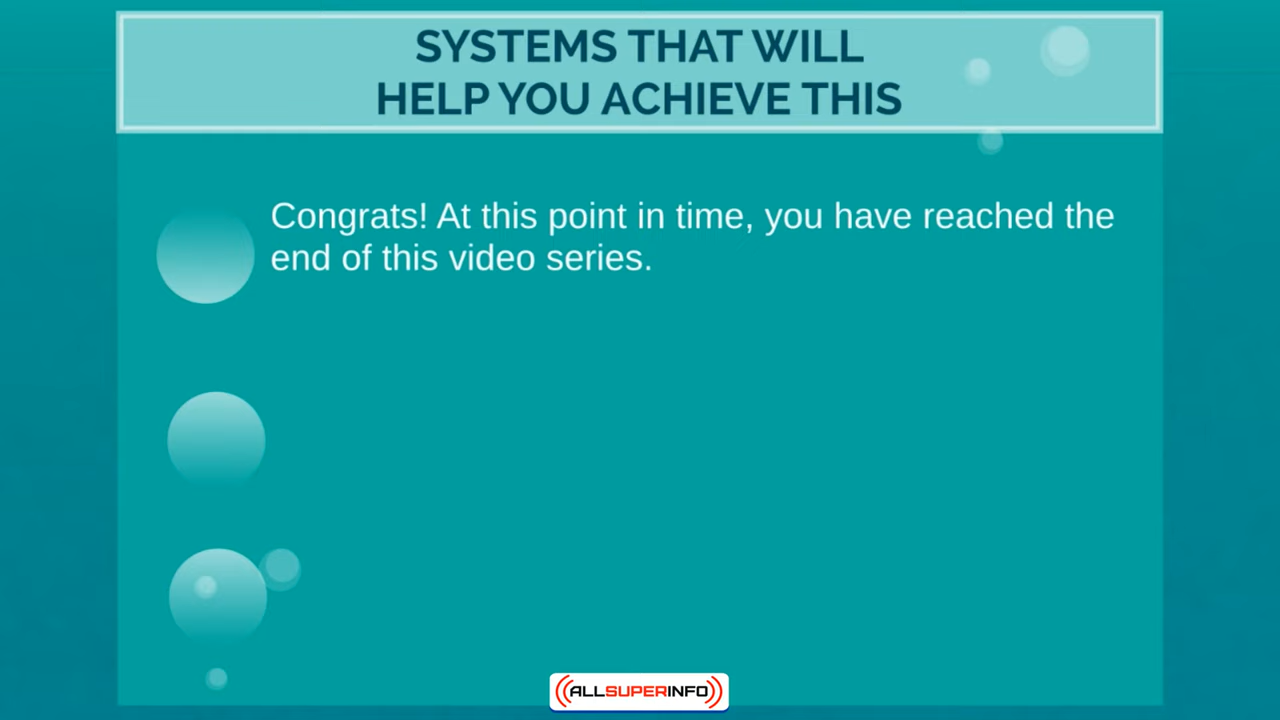 SYSTEMS THAT WILL
HELP YOU ACHIEVE THIS
Congrats! At this point in time, you have reached the
end of this video series.
ALLSUPERINFO